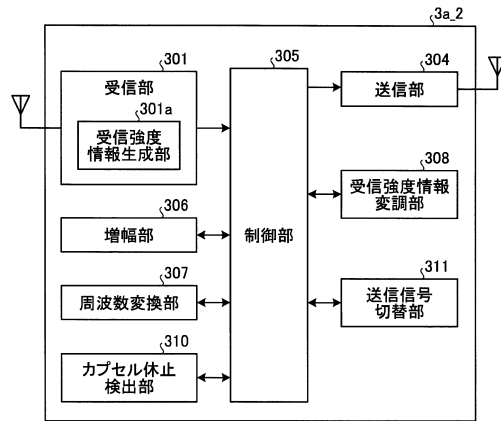 3a_2
301
受信部
301a
受信強度
情報生成部
305
制御部
304
送信部
308
受信強度情報
変調部
306
増幅部
307
周波数変換部
311
送信信号
切替部
310
カプセル休止
検出部